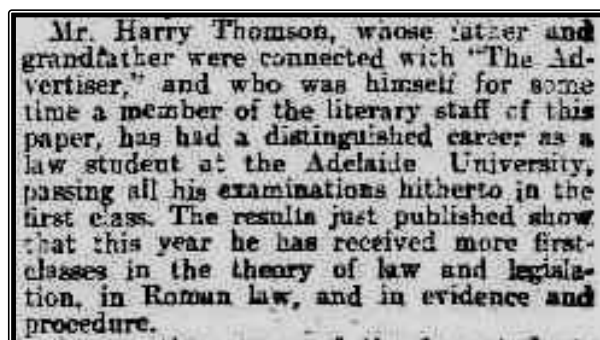 Mr. Harry Thomson, whose father and
grandfather were connected with "The Ad-
vertiser," and who was himself for some
time a member of the literary staff of this
paper, has had a distinguished career as a
law student at the Adelaide University,
passing all his examinations hitherto in the
first class. The results just published show
that this year he has received more first-
classes in the theory of law and legisla-
tion, in Roman law, and in evidence and
procedure.